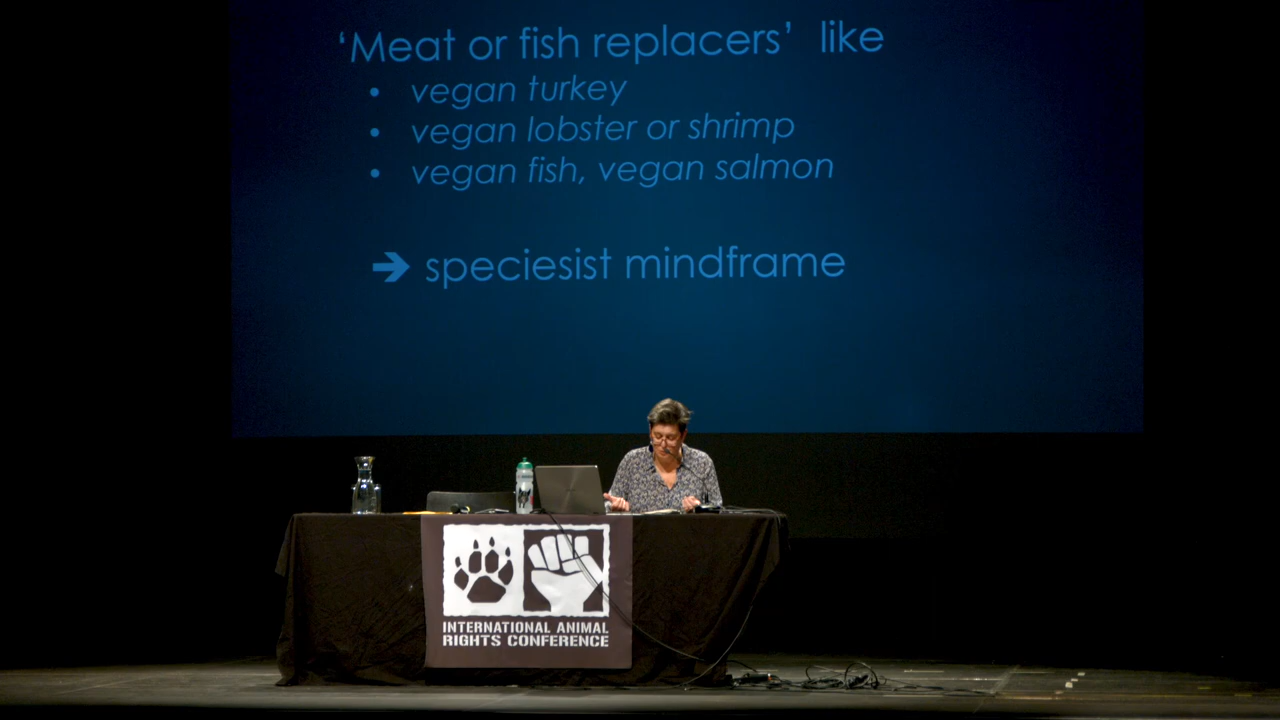 ‘Meat or fish replacers’ like
• vegan turkey
• vegan lobster or shrimp
• vegan fish, vegan salmon
➔ speciesist mindframe
INTERNATIONAL ANIMAL
RIGHTS CONFERENCE